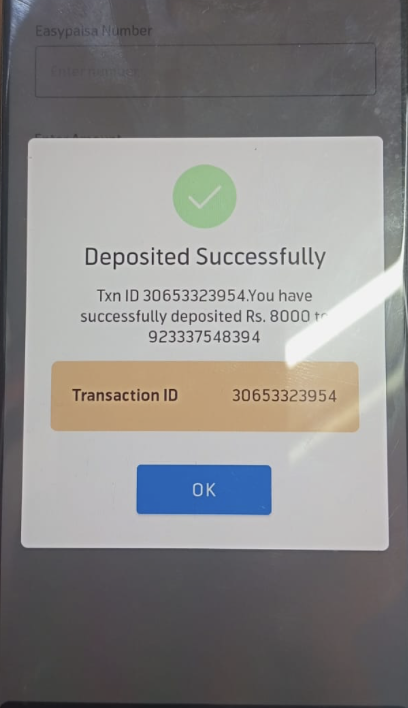 Easypaisa Number
Enter number
Enter Amount
Deposited Successfully
Txn ID 30653323954.You have
successfully deposited Rs. 8000 to
923337548394
Transaction ID 30653323954
OK